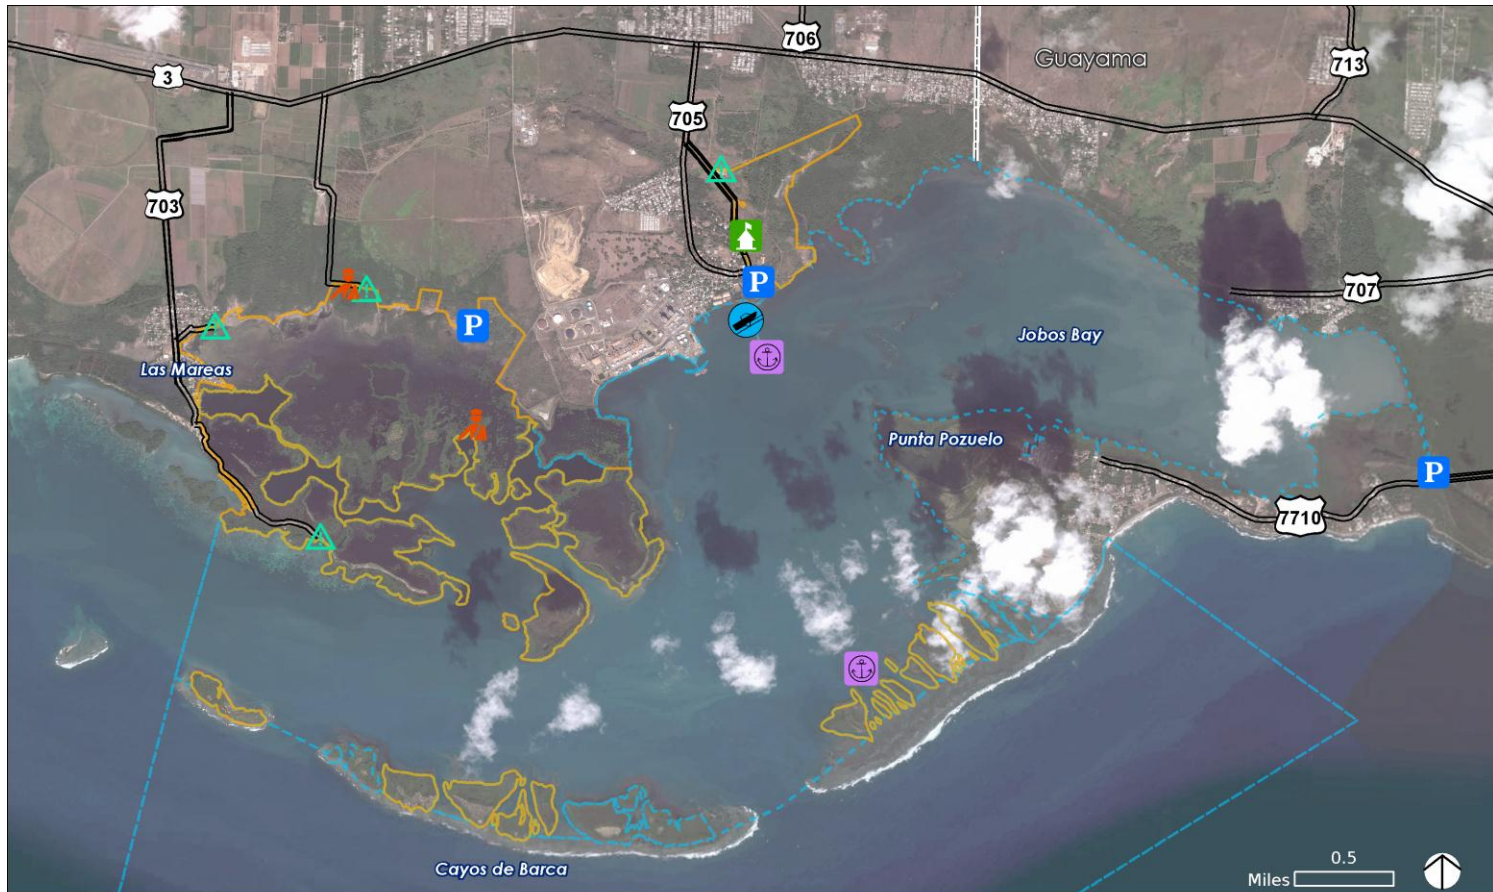 706
Guayama
713
3
705
703
707
Jobos Bay
Las Mareas
Punta Pozuelo
P
P
P
7710
Cayos de Barca
0.5
Miles